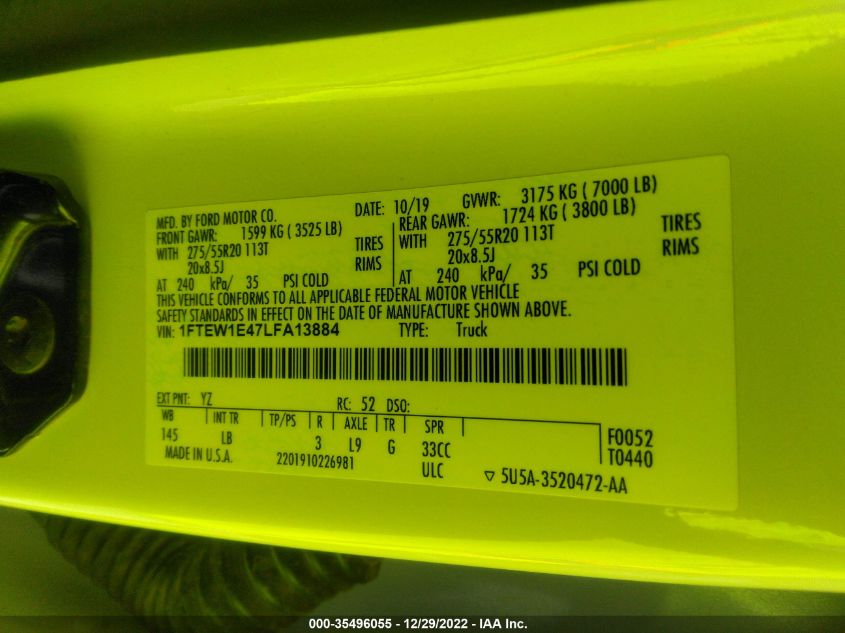 MFD. BY FORD MOTOR CO.
DATE: 10/19 GVWR: 3175 KG ( 7000 LB)
FRONT GAWR: 1599 KG ( 3525 LB)
WITH 275/55R20 113T TIRES
20x8.5J RIMS
AT 240 kPa/ 35 PSI COLD
REAR GAWR: 1724 KG ( 3800 LB)
WITH 275/55R20 113T TIRES
20x8.5J RIMS
AT 240 kPa/ 35 PSI COLD
THIS VEHICLE CONFORMS TO ALL APPLICABLE FEDERAL MOTOR VEHICLE
SAFETY STANDARDS IN EFFECT ON THE DATE OF MANUFACTURE SHOWN ABOVE.
VIN: 1FTEW1E47LFA13884 TYPE: Truck
EXT PNT: YZ RC: 52 DSO:
WB INT TR TP/PS R AXLE TR SPR
145 LB 3 L9 G 33CC
F0052
T0440
MADE IN U.S.A. 2201910226981 ULC
5U5A-3520472-AA
000-35496055 - 12/29/2022 - IAA Inc.